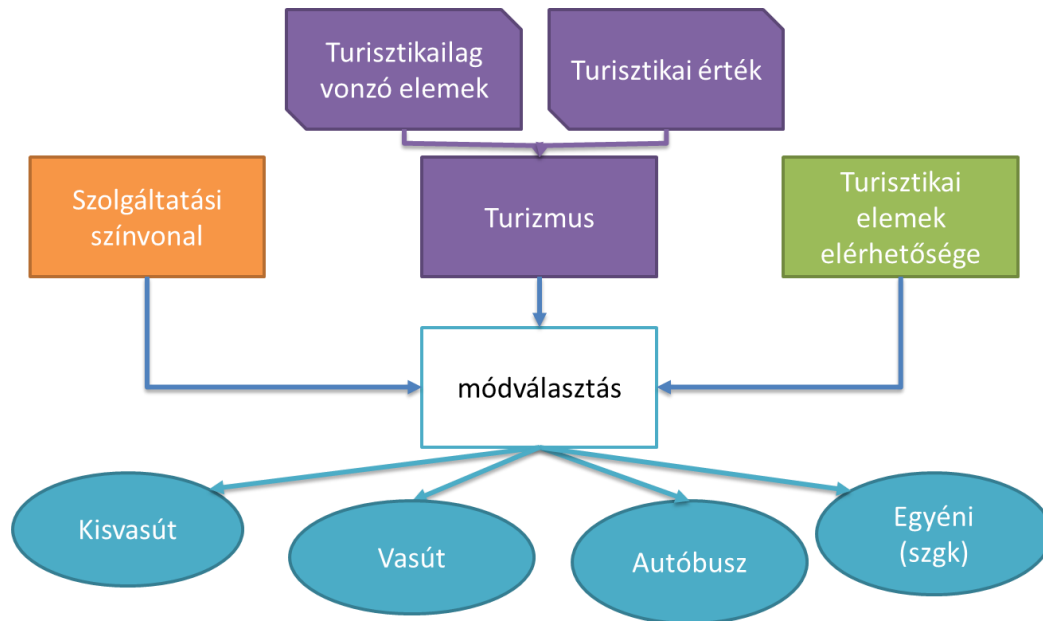 Turisztikailag
vonzó elemek
Turisztikai érték
Szolgáltatási
színvonal
Turizmus
Turisztikai
elemek
elérhetősége
módválasztás
Kisvasút
Vasút
Autóbusz
Egyéni
(szgk)